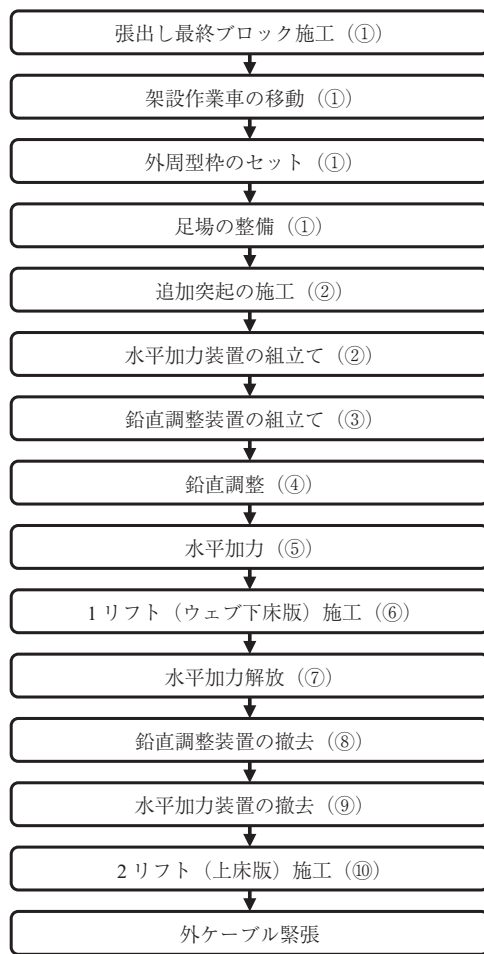 張出し最終ブロック施工（①）
架設作業車の移動（①）
外周型枠のセット（①）
足場の整備（①）
追加突起の施工（②）
水平加力装置の組立て（②）
鉛直調整装置の組立て（③）
鉛直調整（④）
水平加力（⑤）
1 リフト（ウェブ下床版）施工（⑥）
水平加力解放（⑦）
鉛直調整装置の撤去（⑧）
水平加力装置の撤去（⑨）
2 リフト（上床版）施工（⑩）
外ケーブル緊張